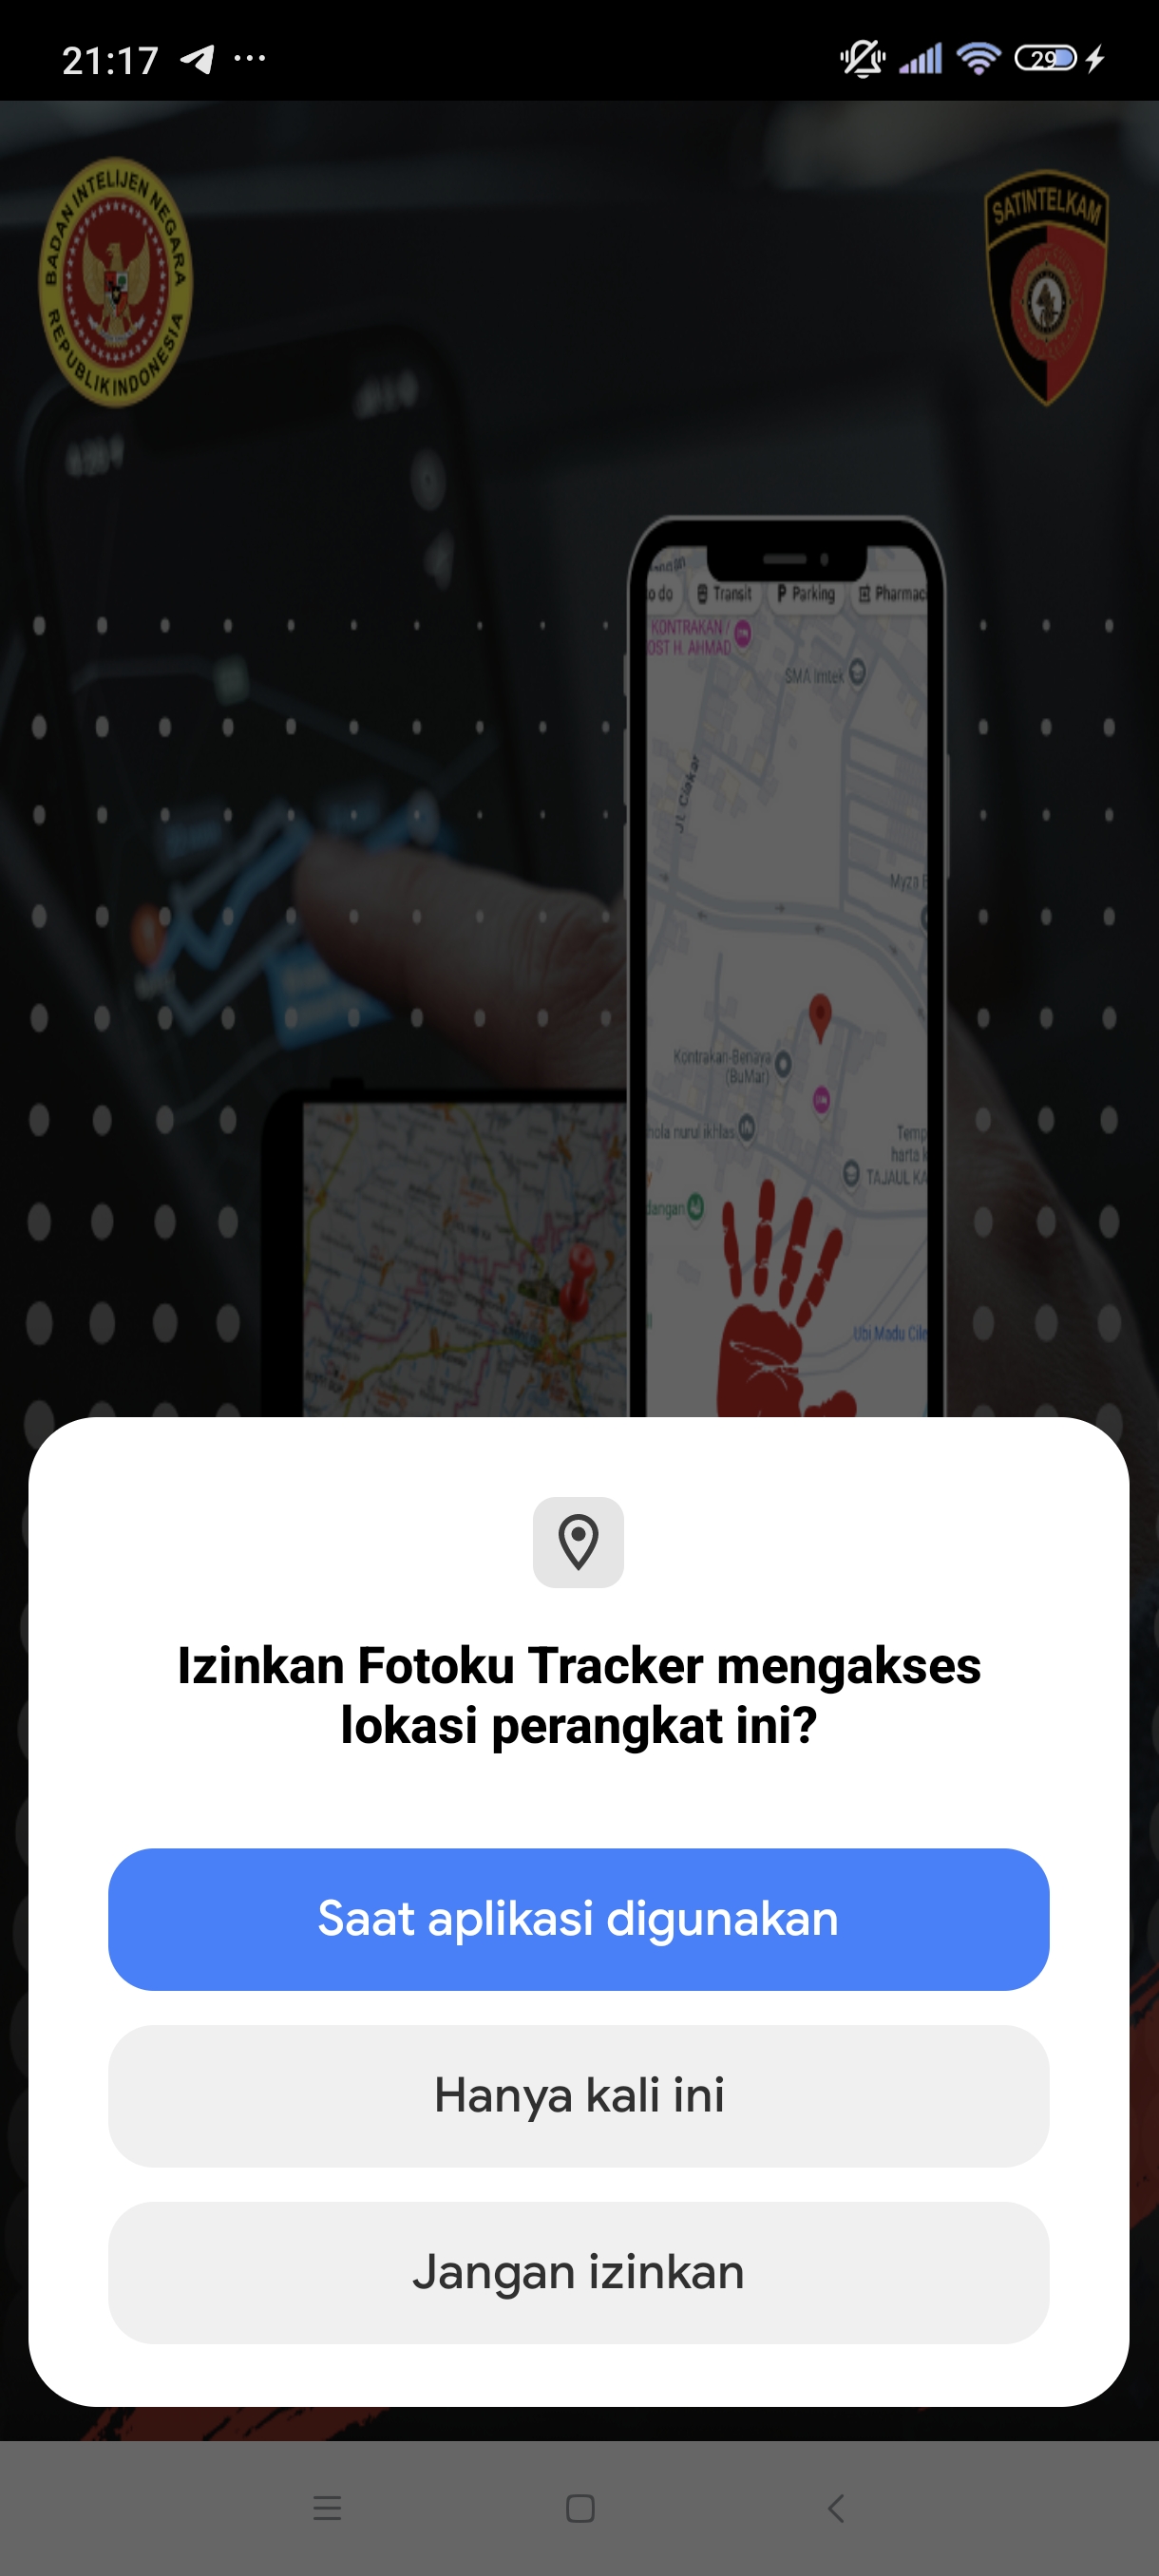 21:17
29
BADAN INTELIJEN NEGARA
REPUBLIK INDONESIA
SATINTELKAM
Transit
Parking
KONTRAKAN /
OST H. AHMAD
SMA Imtek
JL. Ciakar
Myza
Kontrakan-Benaya
(BuMar)
hola nurul ikhlas
Temp
harta
TAJAUL KA
dangan
Ubi Madu Cile
Izinkan Fotoku Tracker mengakses
lokasi perangkat ini?
Saat aplikasi digunakan
Hanya kali ini
Jangan izinkan